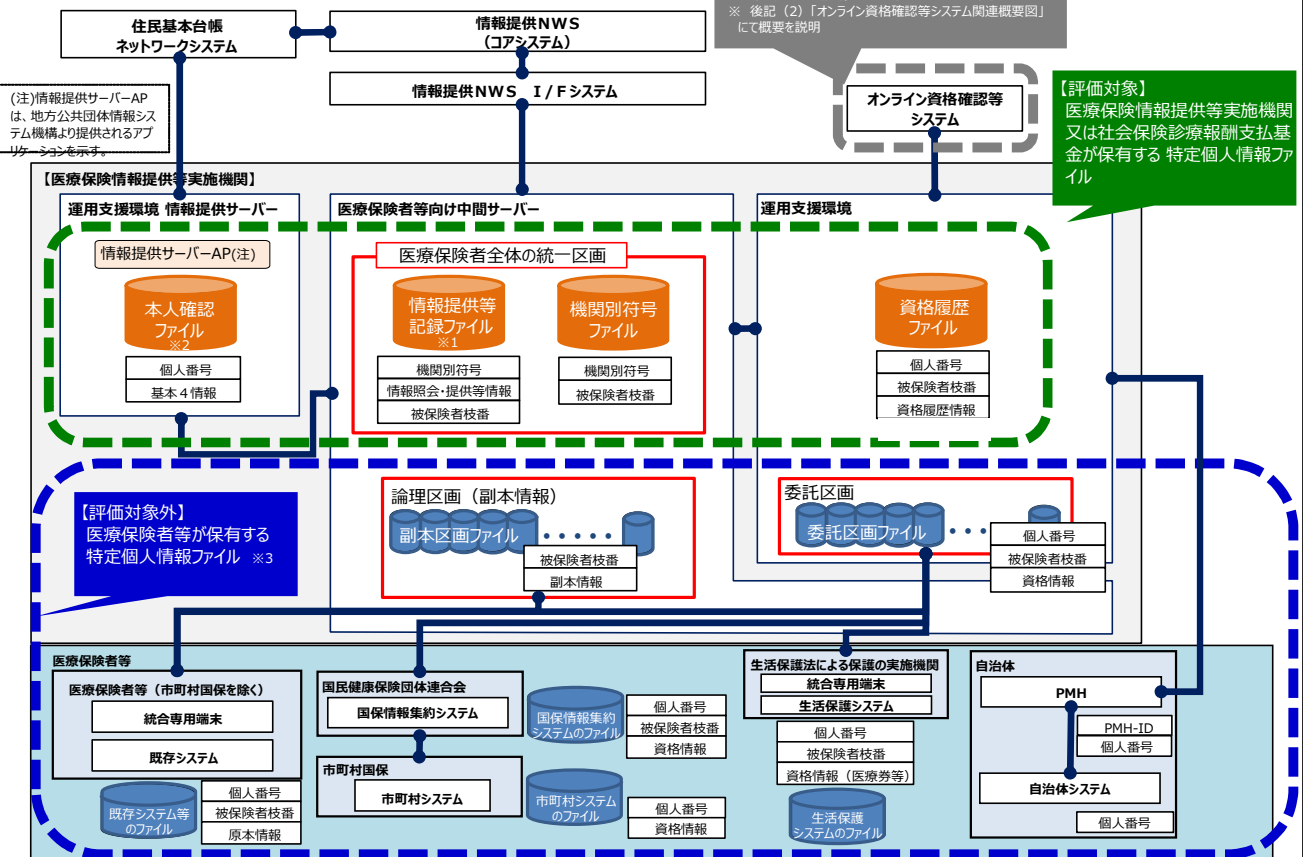 ※ 後記（2）「オンライン資格確認等システム関連概要図」
にて概要を説明
住民基本台帳
ネットワークシステム
情報提供NWS
（コアシステム）
情報提供NWS I/Fシステム
オンライン資格確認等
システム
(注)情報提供サーバーAP
は、地方公共団体情報シス
テム機構より提供されるアプ
リケーションを示す。
【評価対象】
医療保険情報提供等実施機関
又は社会保険診療報酬支払基
金が保有する 特定個人情報ファ
イル
【医療保険情報提供等実施機関】
運用支援環境 情報提供サーバー
医療保険者等向け中間サーバー
運用支援環境
情報提供サーバーAP(注)
医療保険者全体の統一区画
本人確認
ファイル
※2
個人番号
基本４情報
情報提供等
記録ファイル
※1
機関別符号
情報照会・提供等情報
被保険者枝番
機関別符号
ファイル
機関別符号
被保険者枝番
資格履歴
ファイル
個人番号
被保険者枝番
資格履歴情報
【評価対象外】
医療保険者等が保有する
特定個人情報ファイル ※3
論理区画（副本情報）
副本区画ファイル
・・・・・
被保険者枝番
副本情報
委託区画
委託区画ファイル
・・・・
個人番号
被保険者枝番
資格情報
医療保険者等
医療保険者等（市町村国保を除く）
統合専用端末
既存システム
既存システム等
のファイル
個人番号
被保険者枝番
原本情報
国民健康保険団体連合会
国保情報集約システム
国保情報集約
システムのファイル
個人番号
被保険者枝番
資格情報
市町村国保
市町村システム
市町村システム
のファイル
個人番号
資格情報
生活保護法による保護の実施機関
統合専用端末
生活保護システム
個人番号
被保険者枝番
資格情報（医療券等）
生活保護
システムのファイル
自治体
PMH
PMH-ID
個人番号
自治体システム
個人番号